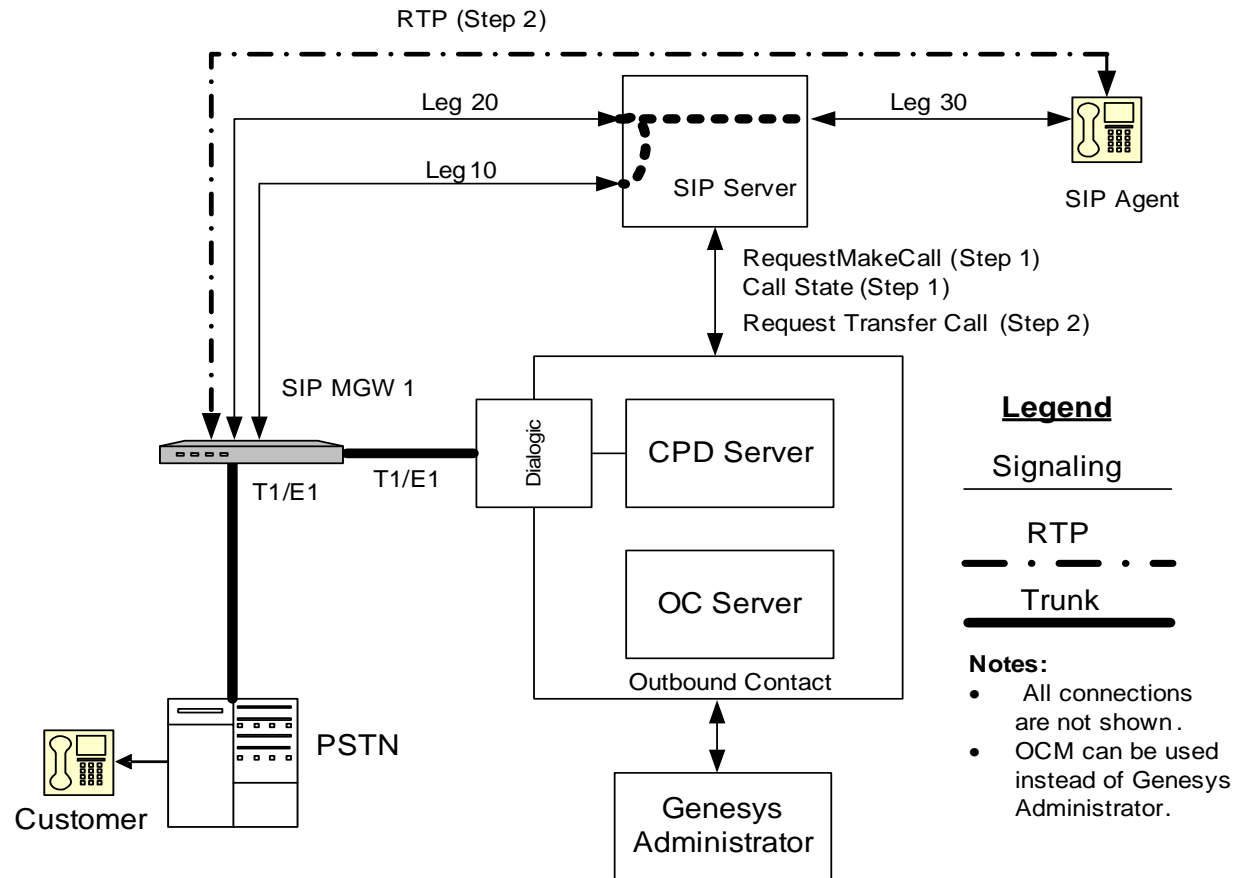 RTP (Step 2)
Leg 20
Leg 30
Leg 10
SIP Server
SIP Agent
RequestMakeCall (Step 1)
Call State (Step 1)
Request Transfer Call (Step 2)
SIP MGW 1
T1/E1
T1/E1
Dialogic
CPD Server
OC Server
Outbound Contact
PSTN
Customer
Genesys
Administrator
Legend
Signaling
RTP
Trunk
Notes:
• All connections
are not shown.
• OCM can be used
instead of Genesys
Administrator.